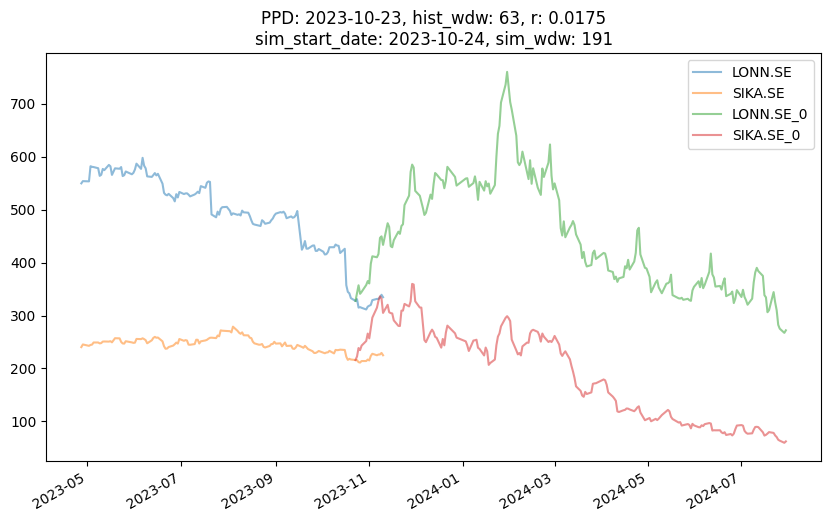 PPD: 2023-10-23, hist_wdw: 63, r: 0.0175
sim_start_date: 2023-10-24, sim_wdw: 191
LONN.SE
SIKA.SE
LONN.SE_0
SIKA.SE_0
700
600
500
400
300
200
100
2023-05
2023-07
2023-09
2023-11
2024-01
2024-03
2024-05
2024-07